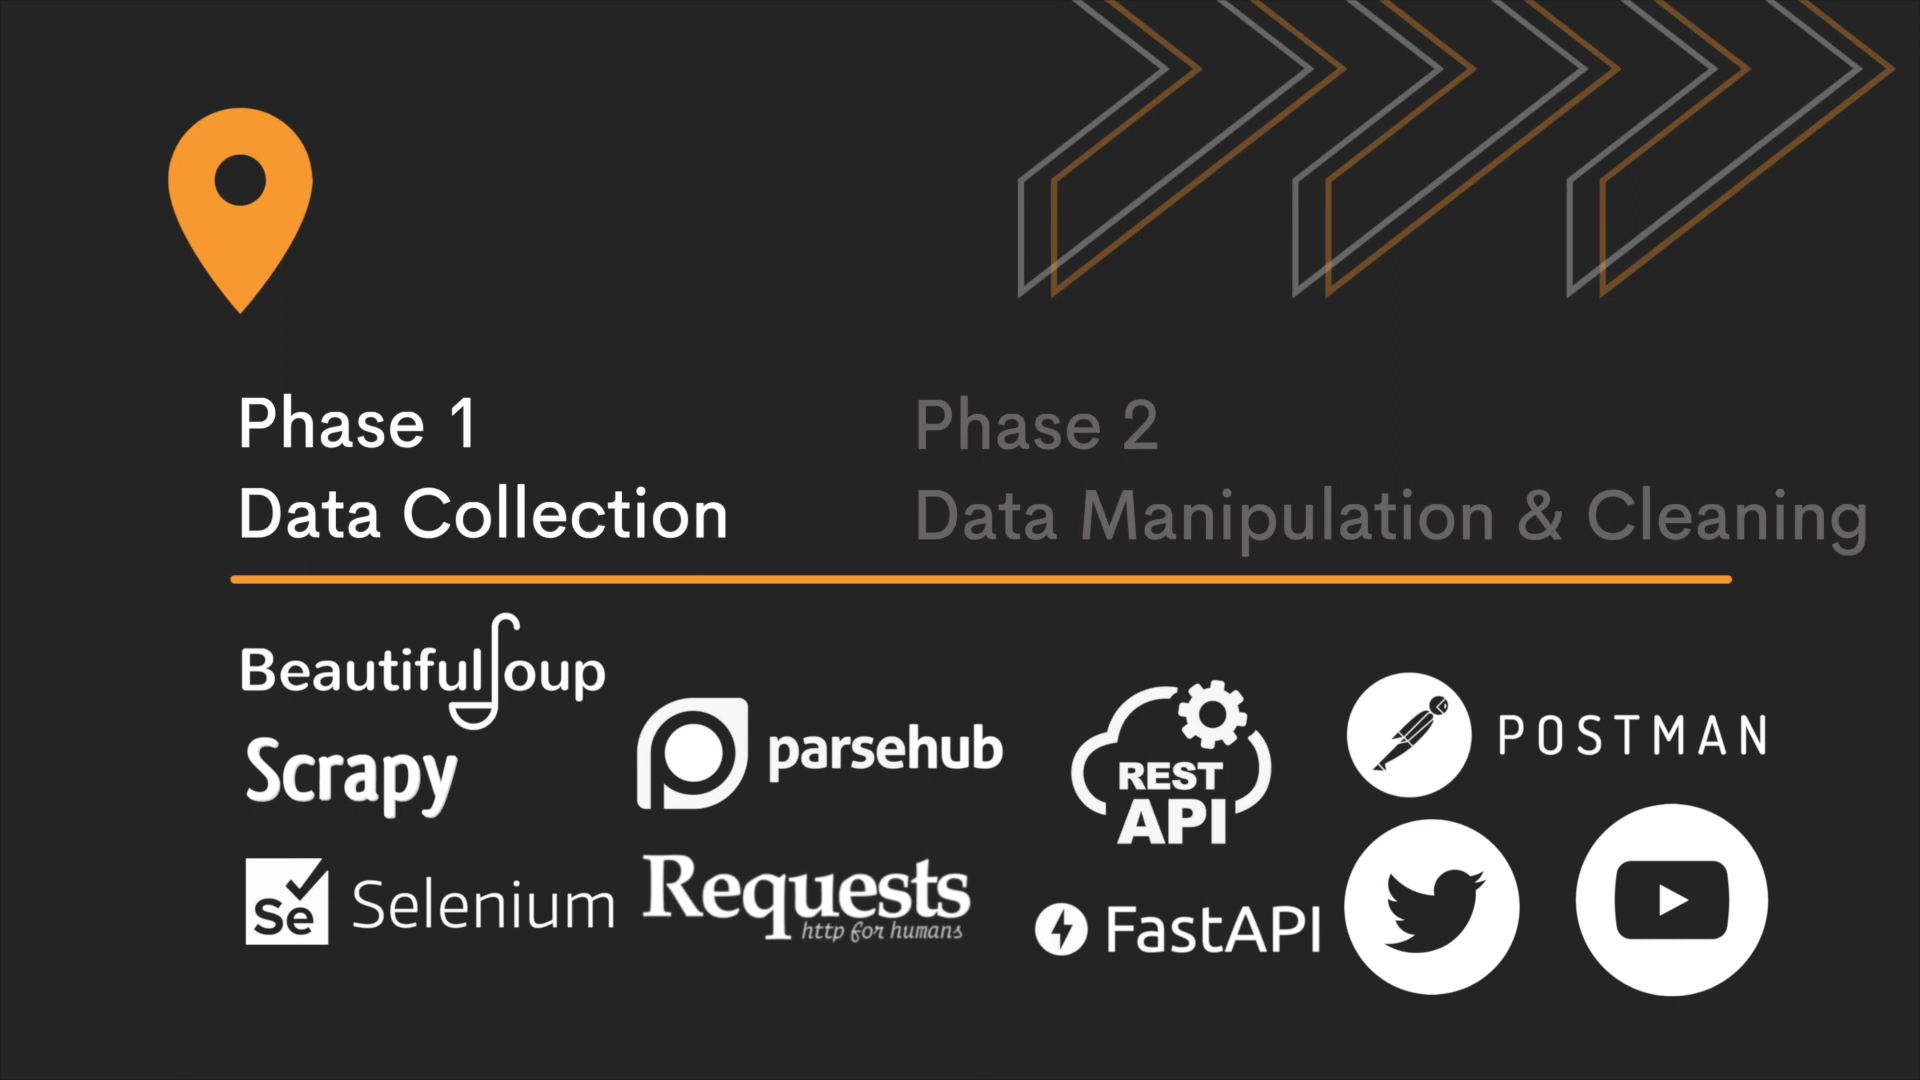 Phase 1
Data Collection
Phase 2
Data Manipulation & Cleaning
BeautifulSoup
Scrapy
Se Selenium
parsehub
Requests
http for humans
REST
API
FastAPI
POSTMAN